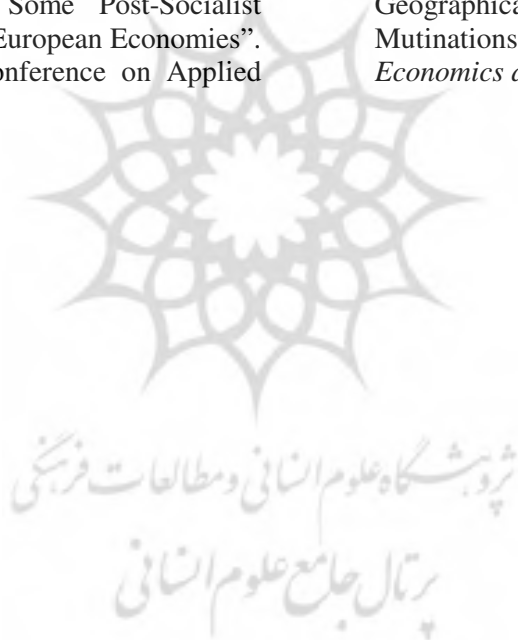 Some Post-Socialist
European Economies”.
onference on Applied
Geographica
Mutinations
Economics a
پژوهشگاه علوم انسانی و مطالعات فرهنگی
پرتال جامع علوم انسانی